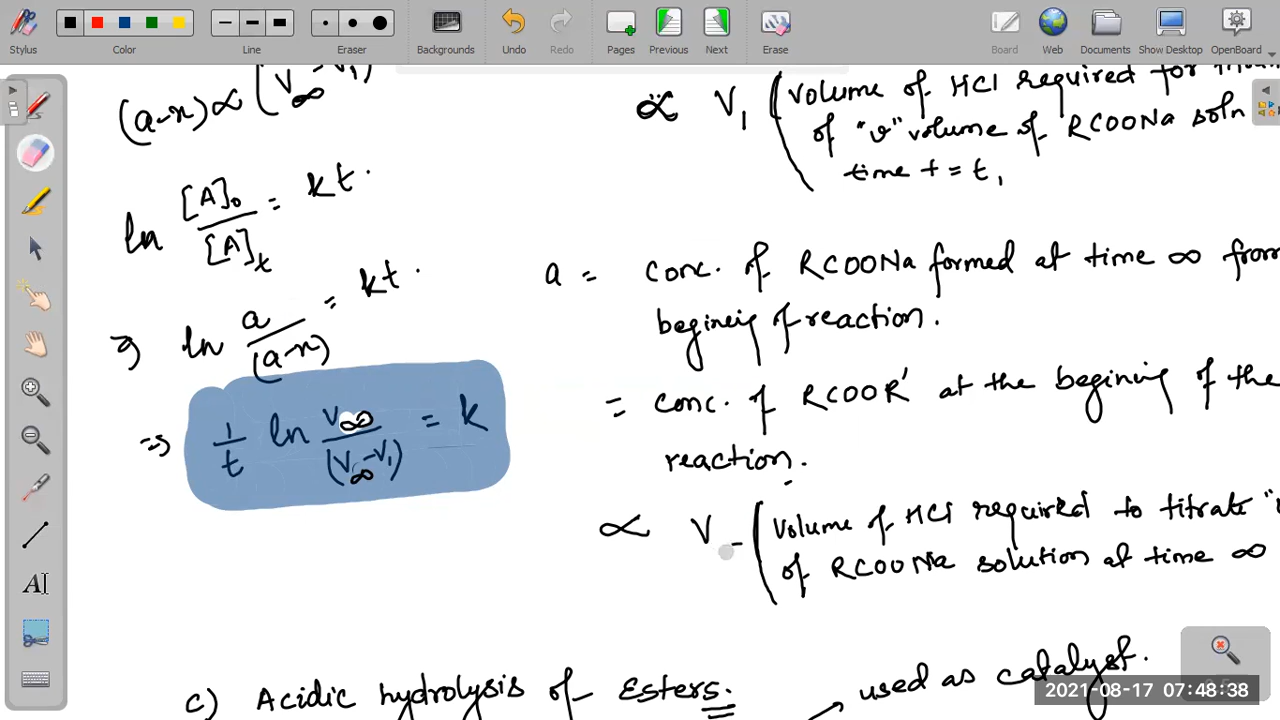 Stylus
Color
Line
Eraser
Backgrounds
Undo
Redo
Pages
Previous
Next
Erase
Board
Web
Documents
Show Desktop
OpenBoard
(a-x) ∝ (V∞ - V1)
ln [A]0 / [A]t = kt.
⇒ ln a / (a-x) = kt.
⇒ 1/t ln V∞ / (V∞ - V1) = k
∝ V1 (Volume of HCl required for
of "v" volume of RCOONa soln
time t = t1
a = conc. of RCOONa formed at time ∞ from
begining of reaction.
= conc. of RCOOR' at the begining of the
reaction.
∝ V - (Volume of HCl required to titrate "
of RCOONa solution at time ∞
c) Acidic hydrolysis of Esters.
used as catalyst.
2021-08-17 07:48:38